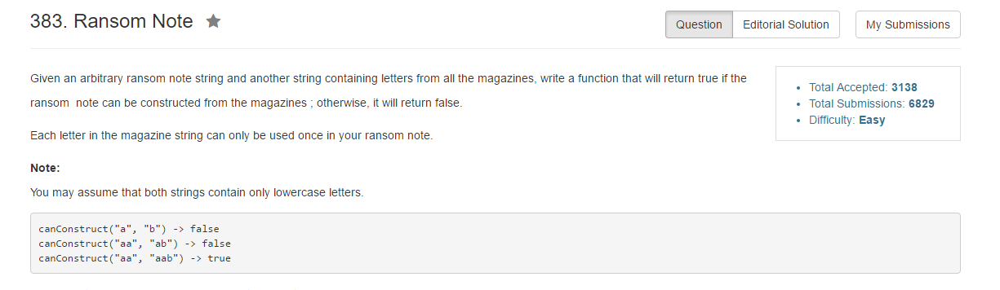 383. Ransom Note
Question
Editorial Solution
My Submissions
Given an arbitrary ransom note string and another string containing letters from all the magazines, write a function that will return true if the
ransom  note can be constructed from the magazines ; otherwise, it will return false.
Each letter in the magazine string can only be used once in your ransom note.
Note:
You may assume that both strings contain only lowercase letters.
canConstruct("a", "b") -> false
canConstruct("aa", "ab") -> false
canConstruct("aa", "aab") -> true
Total Accepted: 3138
Total Submissions: 6829
Difficulty: Easy